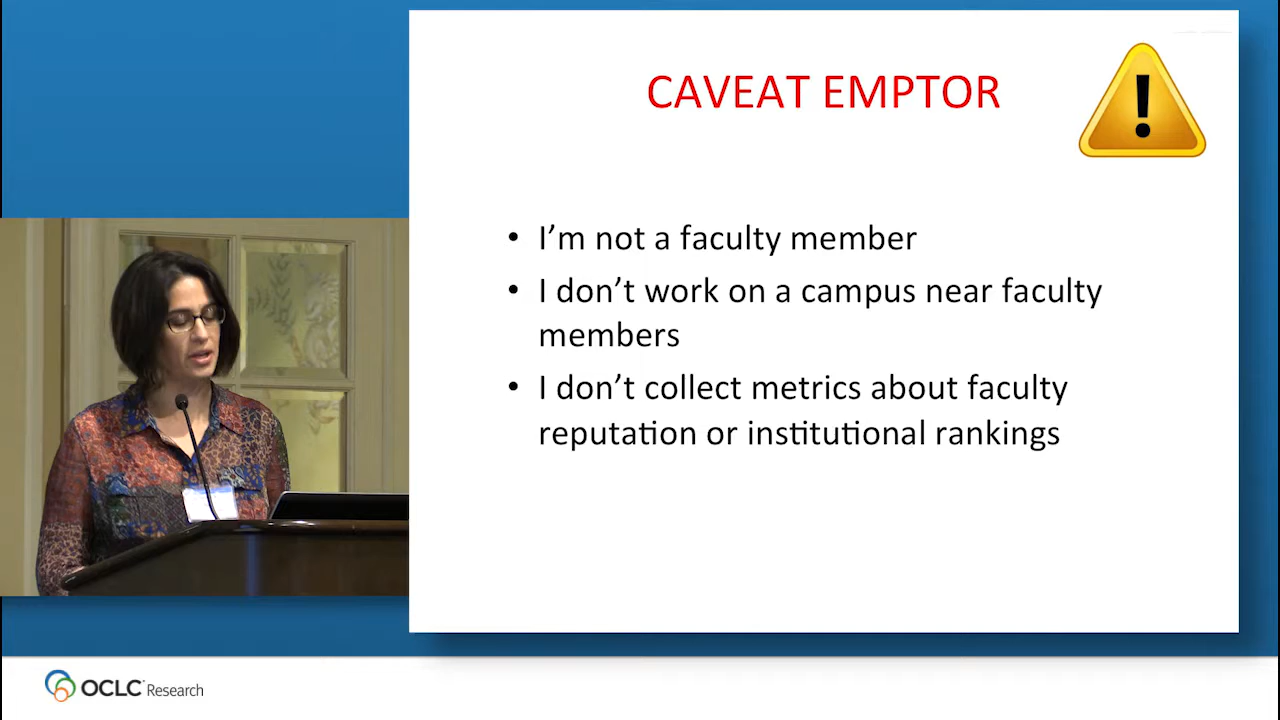 CAVEAT EMPTOR
• I’m not a faculty member
• I don’t work on a campus near faculty
members
• I don’t collect metrics about faculty
reputation or institutional rankings
OCLC Research